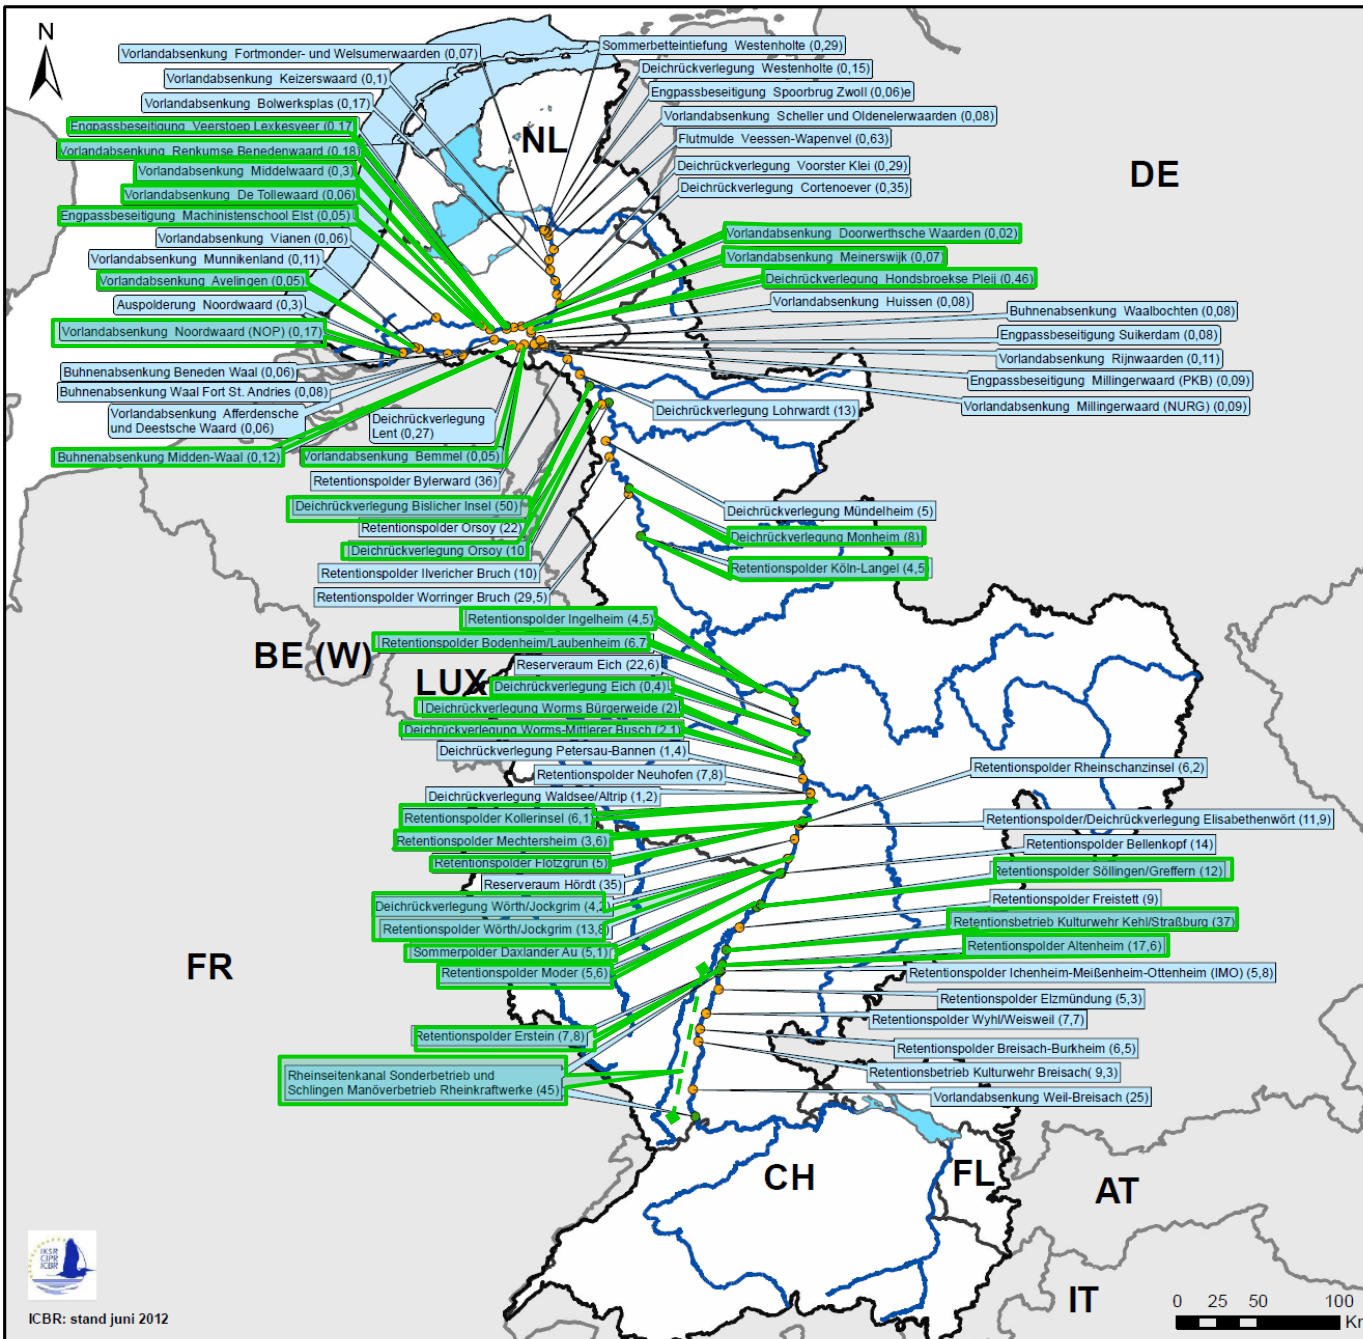 N
Vorlandabsenkung Fortmonder- und Welsumerwaarden (0,07)
Vorlandabsenkung Keizerswaard (0,1)
Vorlandabsenkung Bolwerksplas (0,17)
Engpassbeseitigung Veerstoep Lexkesveer (0,17
Vorlandabsenkung Renkumse Benedenwaard (0,18)
Vorlandabsenkung Middelwaard (0,3)
Vorlandabsenkung De Tollewaard (0,06)
Engpassbeseitigung Machinistenschool Elst (0,05)
Vorlandabsenkung Vianen (0,06)
Vorlandabsenkung Munnikenland (0,11)
Vorlandabsenkung Avelingen (0,05)
Auspolderung Noordwaard (0,3)
Vorlandabsenkung Noordwaard (NOP) (0,17)
Buhnenabsenkung Beneden Waal (0,06)
Buhnenabsenkung Waal Fort St. Andries (0,08)
Vorlandabsenkung Afferdensche
und Deestsche Waard (0,06)
Buhnenabsenkung Midden-Waal (0,12)
Deichrückverlegung
Lent (0,27)
Vorlandabsenkung Bemmel (0,05)
Retentionspolder Bylerward (36)
Deichrückverlegung Bislicher Insel (50)
Retentionspolder Orsoy (22)
Deichrückverlegung Orsoy (10
Retentionspolder Ilvericher Bruch (10)
Retentionspolder Worringer Bruch (29,5)
Sommerbetteintiefung Westenholte (0,29)
Deichrückverlegung Westenholte (0,15)
Engpassbeseitigung Spoorbrug Zwoll (0,06)e
Vorlandabsenkung Scheller und Oldenelerwaarden (0,08)
Flutmulde Veessen-Wapenvel (0,63)
Deichrückverlegung Voorster Klei (0,29)
Deichrückverlegung Cortenoever (0,35)
Vorlandabsenkung Doorwerthsche Waarden (0,02)
Vorlandabsenkung Meinerswijk (0,07)
Deichrückverlegung Hondsbroekse Pleij (0,46)
Vorlandabsenkung Huissen (0,08)
Buhnenabsenkung Waalbochten (0,08)
Engpassbeseitigung Suikerdam (0,08)
Vorlandabsenkung Rijnwaarden (0,11)
Engpassbeseitigung Millingerwaard (PKB) (0,09)
Vorlandabsenkung Millingerwaard (NURG) (0,09)
Deichrückverlegung Lohrwardt (13)
Deichrückverlegung Mündelheim (5)
Deichrückverlegung Monheim (8)
Retentionspolder Köln-Langel (4,5)
NL
DE
BE (W)
LUX
FR
Retentionspolder Ingelheim (4,5)
Retentionspolder Bodenheim/Laubenheim (6,7
Reserveraum Eich (22,6)
Deichrückverlegung Eich (0,4)
Deichrückverlegung Worms Bürgerweide (2)
Deichrückverlegung Worms-Mittlerer Busch (2,1)
Deichrückverlegung Petersau-Bannen (1,4)
Retentionspolder Neuhofen (7,8)
Deichrückverlegung Waldsee/Altrip (1,2)
Retentionspolder Kollerinsel (6,1)
Retentionspolder Mechtersheim (3,6)
Retentionspolder Flotzgrün (5)
Reserveraum Hördt (35)
Deichrückverlegung Wörth/Jockgrim (4,2)
Retentionspolder Wörth/Jockgrim (13,8)
Sommerpolder Daxlander Au (5,1)
Retentionspolder Moder (5,6)
Retentionspolder Erstein (7,8)
Rheinseitenkanal Sonderbetrieb und
Schlingen Manöverbetrieb Rheinkraftwerke (45)
Retentionspolder Rheinschanzinsel (6,2)
Retentionspolder/Deichrückverlegung Elisabethenwört (11,9)
Retentionspolder Bellenkopf (14)
Retentionspolder Söllingen/Greffern (12)
Retentionspolder Freistett (9)
Retentionsbetrieb Kulturwehr Kehl/Straßburg (37)
Retentionspolder Altenheim (17,6)
Retentionspolder Ichenheim-Meißenheim-Ottenheim (IMO) (5,8)
Retentionspolder Elzmündung (5,3)
Retentionspolder Wyhl/Weisweil (7,7)
Retentionspolder Breisach-Burkheim (6,5)
Retentionsbetrieb Kulturwehr Breisach( 9,3)
Vorlandabsenkung Weil-Breisach (25)
CH
FL
AT
IT
IKSR
CIPR
ICBR
ICBR: stand juni 2012
0 25 50 100
Km